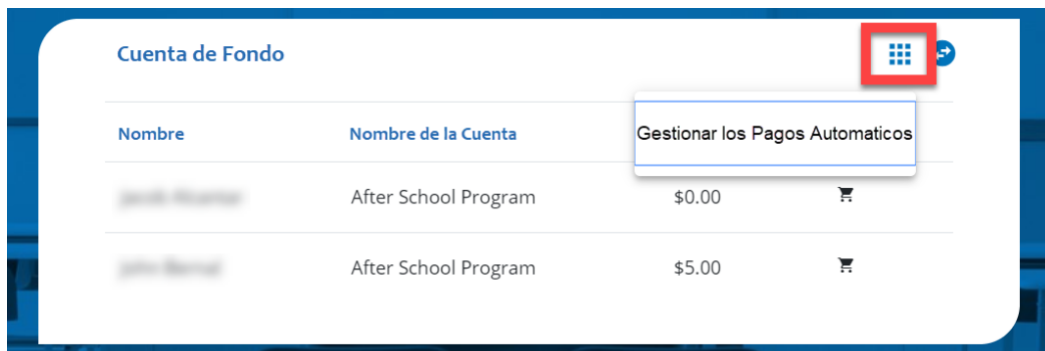 Cuenta de Fondo
Nombre Nombre de la Cuenta Gestionar los Pagos Automaticos
After School Program $0.00
After School Program $5.00